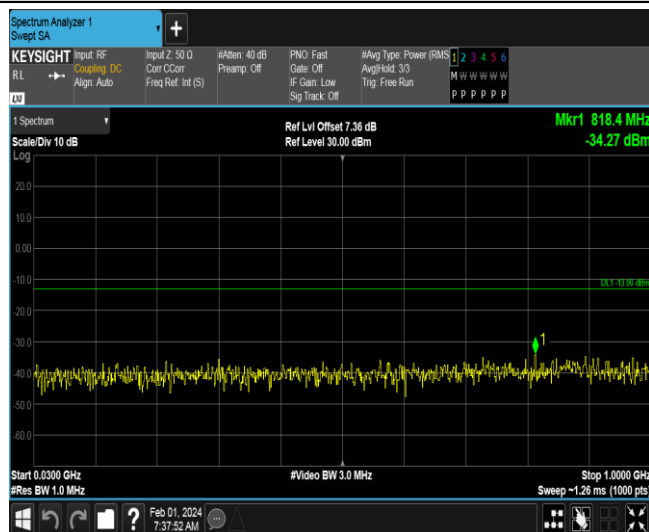 Spectrum Analyzer 1
Swept SA
+
KEYSIGHT
RL
LXI
Input: RF
Coupling: DC
Align: Auto
Input Z: 50 Ω
Corr CCorr
Freq Ref: Int (S)
#Atten: 40 dB
Preamp: Off
PNO: Fast
Gate: Off
IF Gain: Low
Sig Track: Off
#Avg Type: Power (RMS
Avg|Hold: 3/3
Trig: Free Run
1 2 3 4 5 6
M W W W W W
P P P P P P
1 Spectrum
Scale/Div 10 dB
Log
Ref Lvl Offset 7.36 dB
Ref Level 30.00 dBm
Mkr1 818.4 MHz
-34.27 dBm
20.0
10.0
0.00
-10.0
DL1 -13.00 dBm
-20.0
-30.0
1
-40.0
-50.0
-60.0
Start 0.0300 GHz
#Res BW 1.0 MHz
#Video BW 3.0 MHz
Stop 1.0000 GHz
Sweep ~1.26 ms (1000 pts)
?
Feb 01, 2024
7:37:52 AM